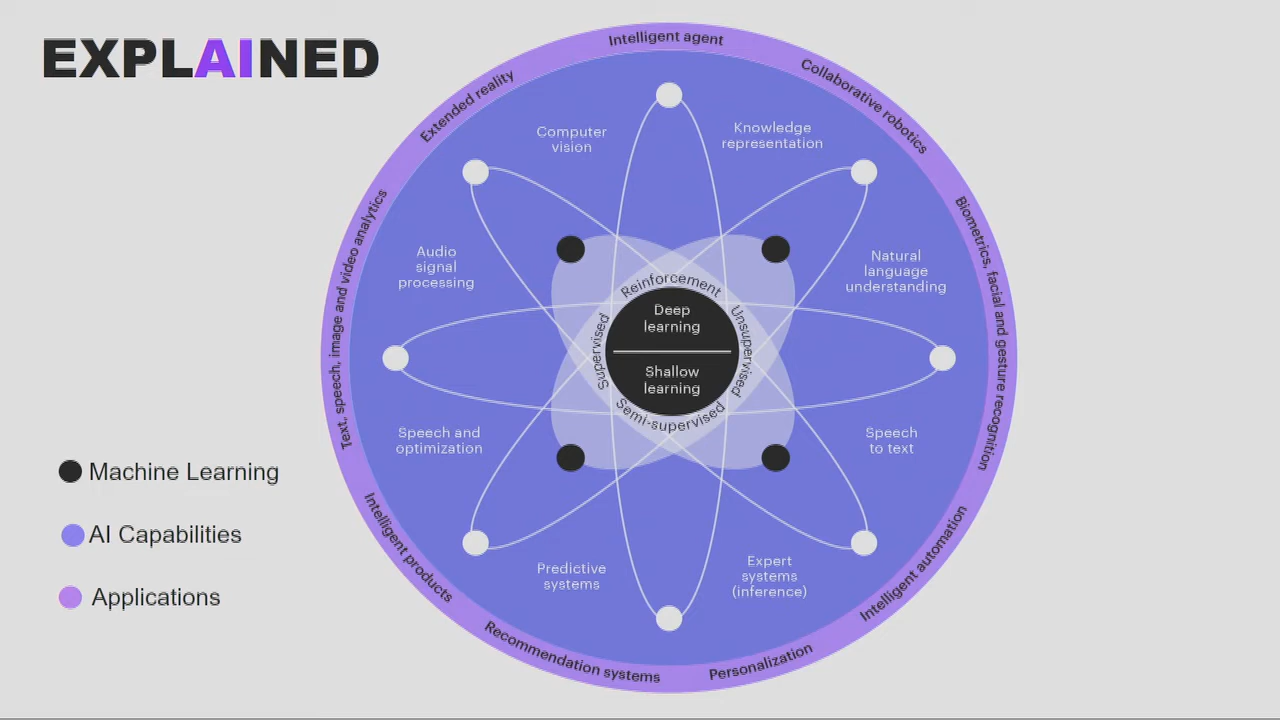 EXPLAINED
Intelligent agent
Collaborative robotics
Biometrics, facial and gesture recognition
Intelligent automation
Personalization
Recommendation systems
Intelligent products
Text, speech, image and video analytics
Extended reality
Computer
vision
Knowledge
representation
Audio
signal
processing
Natural
language
understanding
Reinforcement
Supervised
Unsupervised
Semi-supervised
Deep
learning
Shallow
learning
Speech and
optimization
Speech
to text
Predictive
systems
Expert
systems
(inference)
Machine Learning
AI Capabilities
Applications